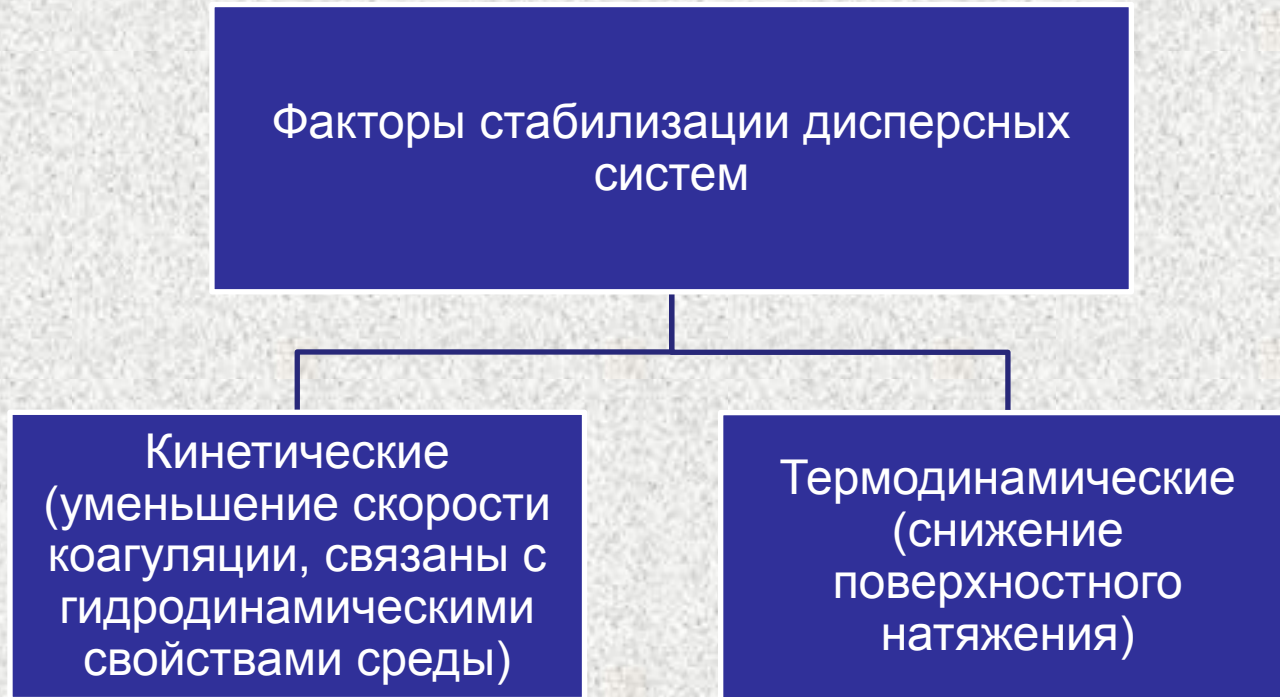 Факторы стабилизации дисперсных
систем
Кинетические
(уменьшение скорости
коагуляции, связаны с
гидродинамическими
свойствами среды)
Термодинамические
(снижение
поверхностного
натяжения)